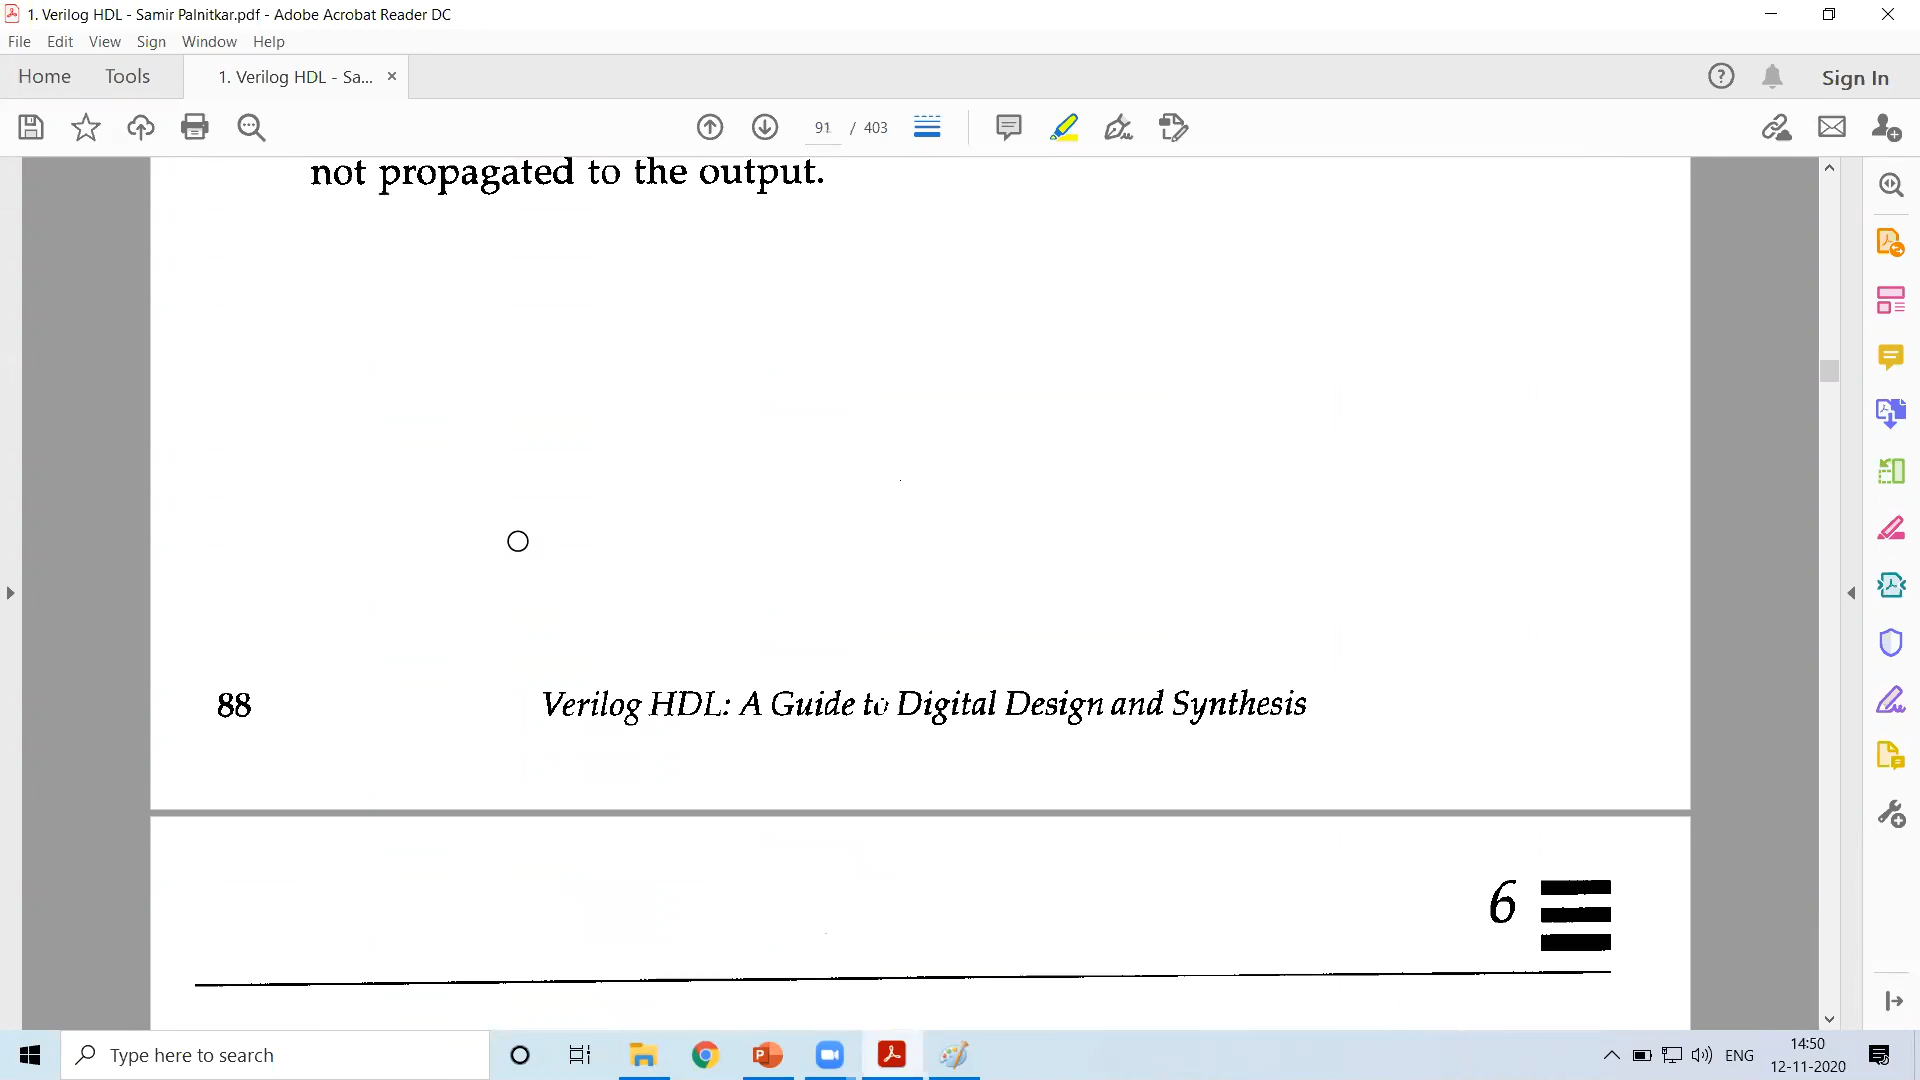 1. Verilog HDL - Samir Palnitkar.pdf - Adobe Acrobat Reader DC
File Edit View Sign Window Help
Home Tools 1. Verilog HDL - Sa... × Sign In
91 / 403
not propagated to the output.
88 Verilog HDL: A Guide to Digital Design and Synthesis
6
Type here to search
ENG
14:50
12-11-2020